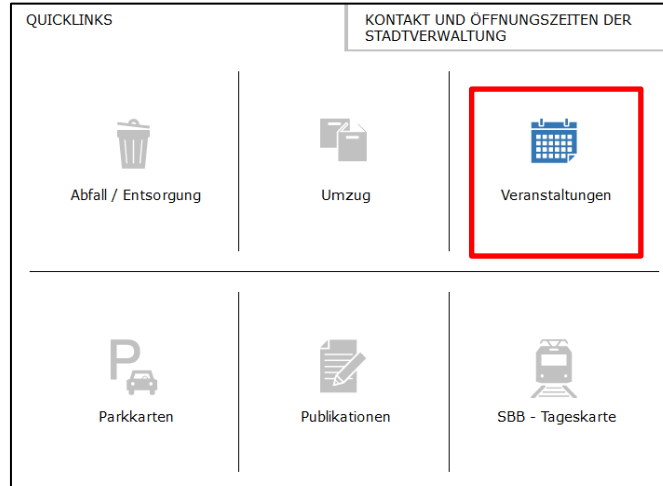 QUICKLINKS
KONTAKT UND ÖFFNUNGSZEITEN DER
STADTVERWALTUNG
Abfall / Entsorgung
Umzug
Veranstaltungen
P
Parkkarten
Publikationen
SBB - Tageskarte